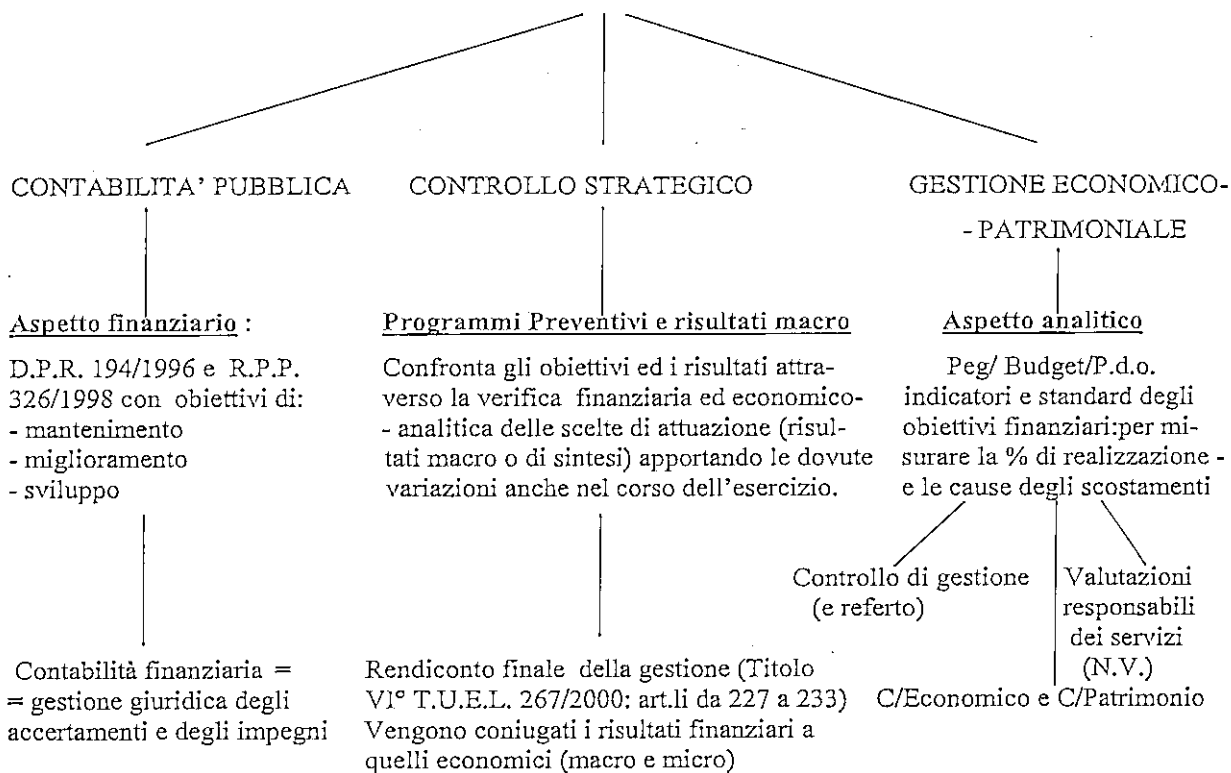 CONTABILITA' PUBBLICA
Aspetto finanziario :
D.P.R. 194/1996 e R.P.P.
326/1998 con obiettivi di:
- mantenimento
- miglioramento
- sviluppo
Contabilità finanziaria =
= gestione giuridica degli
accertamenti e degli impegni
CONTROLLO STRATEGICO
Programmi Preventivi e risultati macro
Confronta gli obiettivi ed i risultati attra-
verso la verifica finanziaria ed economico-
- analitica delle scelte di attuazione (risul-
tati macro o di sintesi) apportando le dovute
variazioni anche nel corso dell'esercizio.
Rendiconto finale della gestione (Titolo
VI° T.U.E.L. 267/2000: art.li da 227 a 233)
Vengono coniugati i risultati finanziari a
quelli economici (macro e micro)
GESTIONE ECONOMICO-
- PATRIMONIALE
Aspetto analitico
Peg/ Budget/P.d.o.
indicatori e standard degli
obiettivi finanziari:per mi-
surare la % di realizzazione -
- e le cause degli scostamenti
Controllo di gestione
(e referto)
Valutazioni
responsabili
dei servizi
(N.V.)
C/Economico e C/Patrimonio